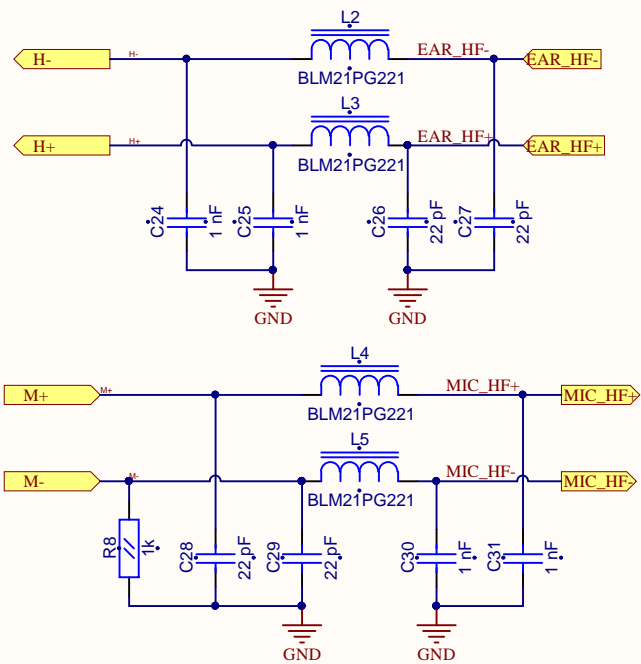 L2
H-
H-
EAR_HF-
EAR_HF-
BLM21PG221
L3
H+
H+
EAR_HF+
EAR_HF+
BLM21PG221
C24
1 nF
C25
1 nF
C26
22 pF
C27
22 pF
GND
GND
L4
M+
M+
MIC_HF+
MIC_HF+
BLM21PG221
L5
M-
M-
MIC_HF-
MIC_HF-
BLM21PG221
R8
1k
C28
22 pF
C29
22 pF
C30
1 nF
C31
1 nF
GND
GND